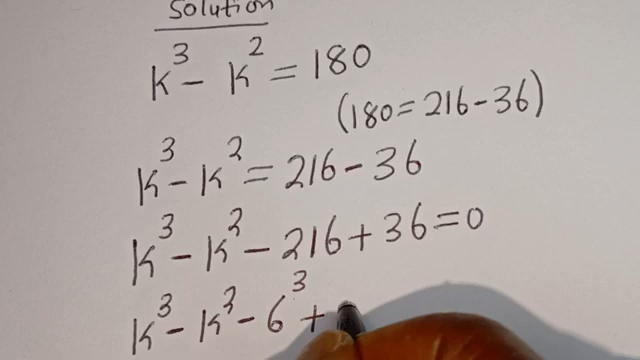 Solution
k³ - k² = 180
(180 = 216 - 36)
k³ - k² = 216 - 36
k³ - k² - 216 + 36 = 0
k³ - k² - 6³ +